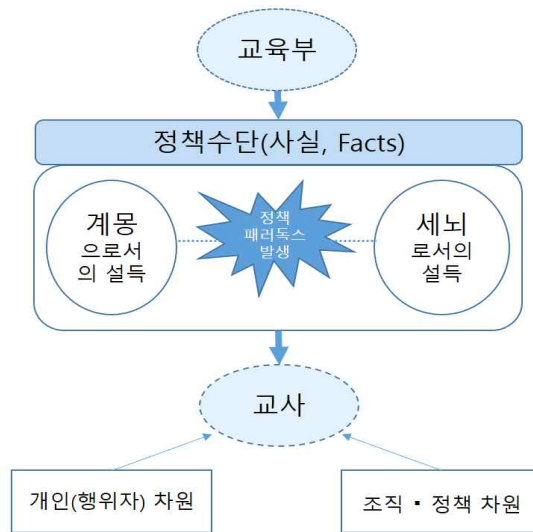 교육부
정책수단(사실, Facts)
계몽
으로서
의 설득
정책
패러독스
발생
세뇌
로서의
설득
교사
개인(행위자) 차원
조직 ▪ 정책 차원